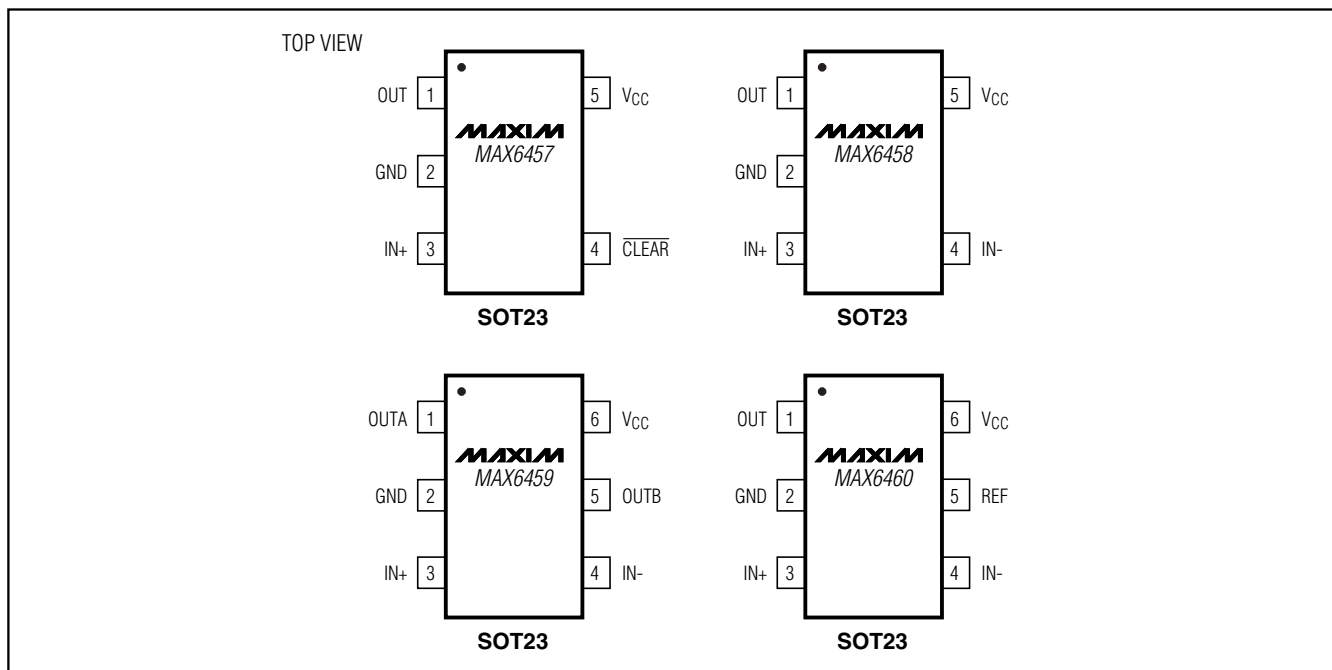 TOP VIEW
OUT 1
5 VCC
MAXIM
MAX6457
GND 2
IN+ 3
4 CLEAR
SOT23
OUT 1
5 VCC
MAXIM
MAX6458
GND 2
IN+ 3
4 IN-
SOT23
OUTA 1
6 VCC
MAXIM
MAX6459
GND 2
5 OUTB
IN+ 3
4 IN-
SOT23
OUT 1
6 VCC
MAXIM
MAX6460
GND 2
5 REF
IN+ 3
4 IN-
SOT23